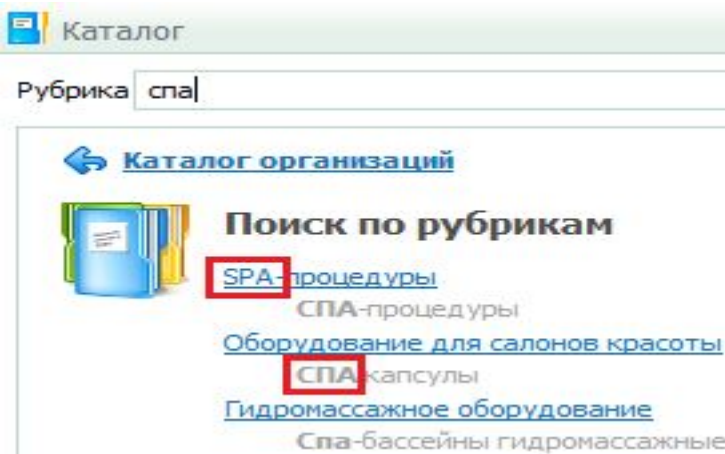 Каталог
Рубрика спа
Каталог организаций
Поиск по рубрикам
SPA-процедуры
СПА-процедуры
Оборудование для салонов красоты
СПА-капсулы
Гидромассажное оборудование
Спа-бассейны гидромассажные